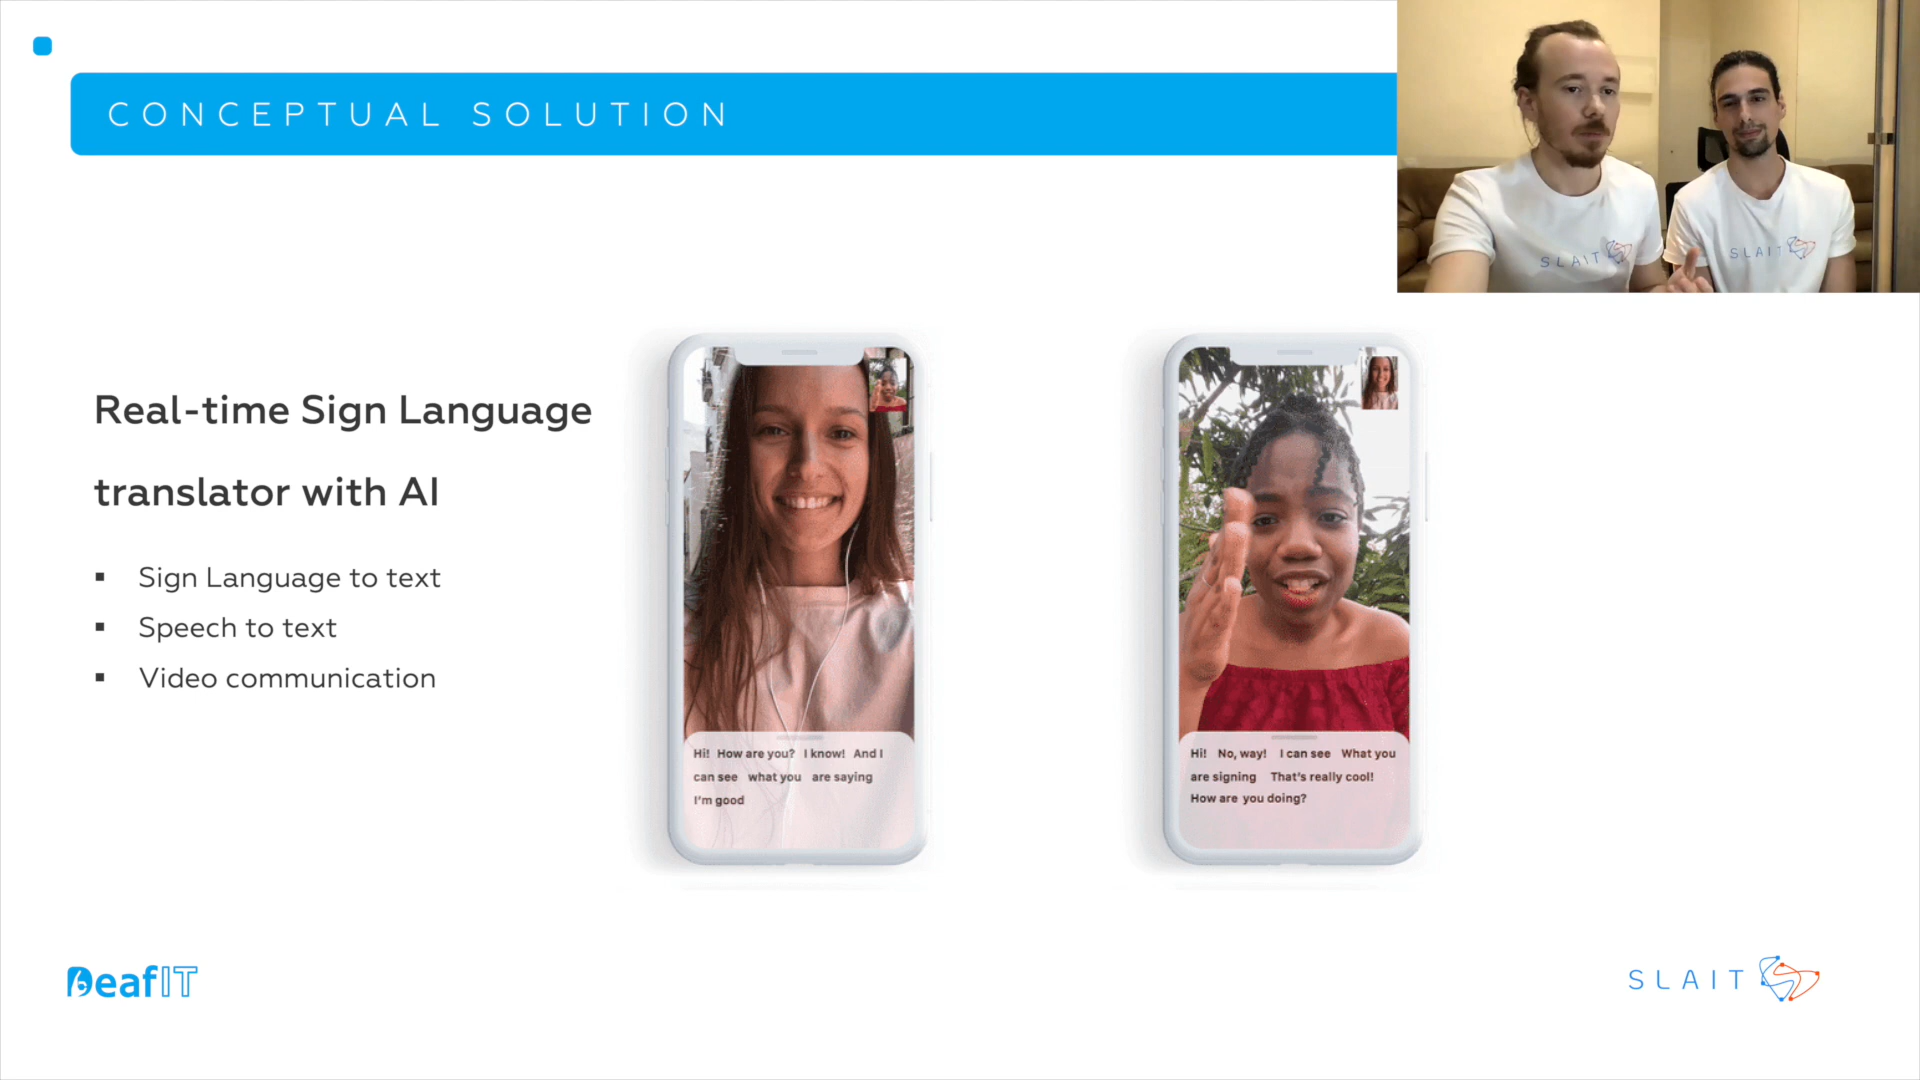 CONCEPTUAL SOLUTION
SLAIT
SLAIT
Real-time Sign Language
translator with AI
▪ Sign Language to text
▪ Speech to text
▪ Video communication
Hi! How are you? I know! And I
can see what you are saying
I'm good
Hi! No, way! I can see What you
are signing That's really cool!
How are you doing?
DeafIT
SLAIT